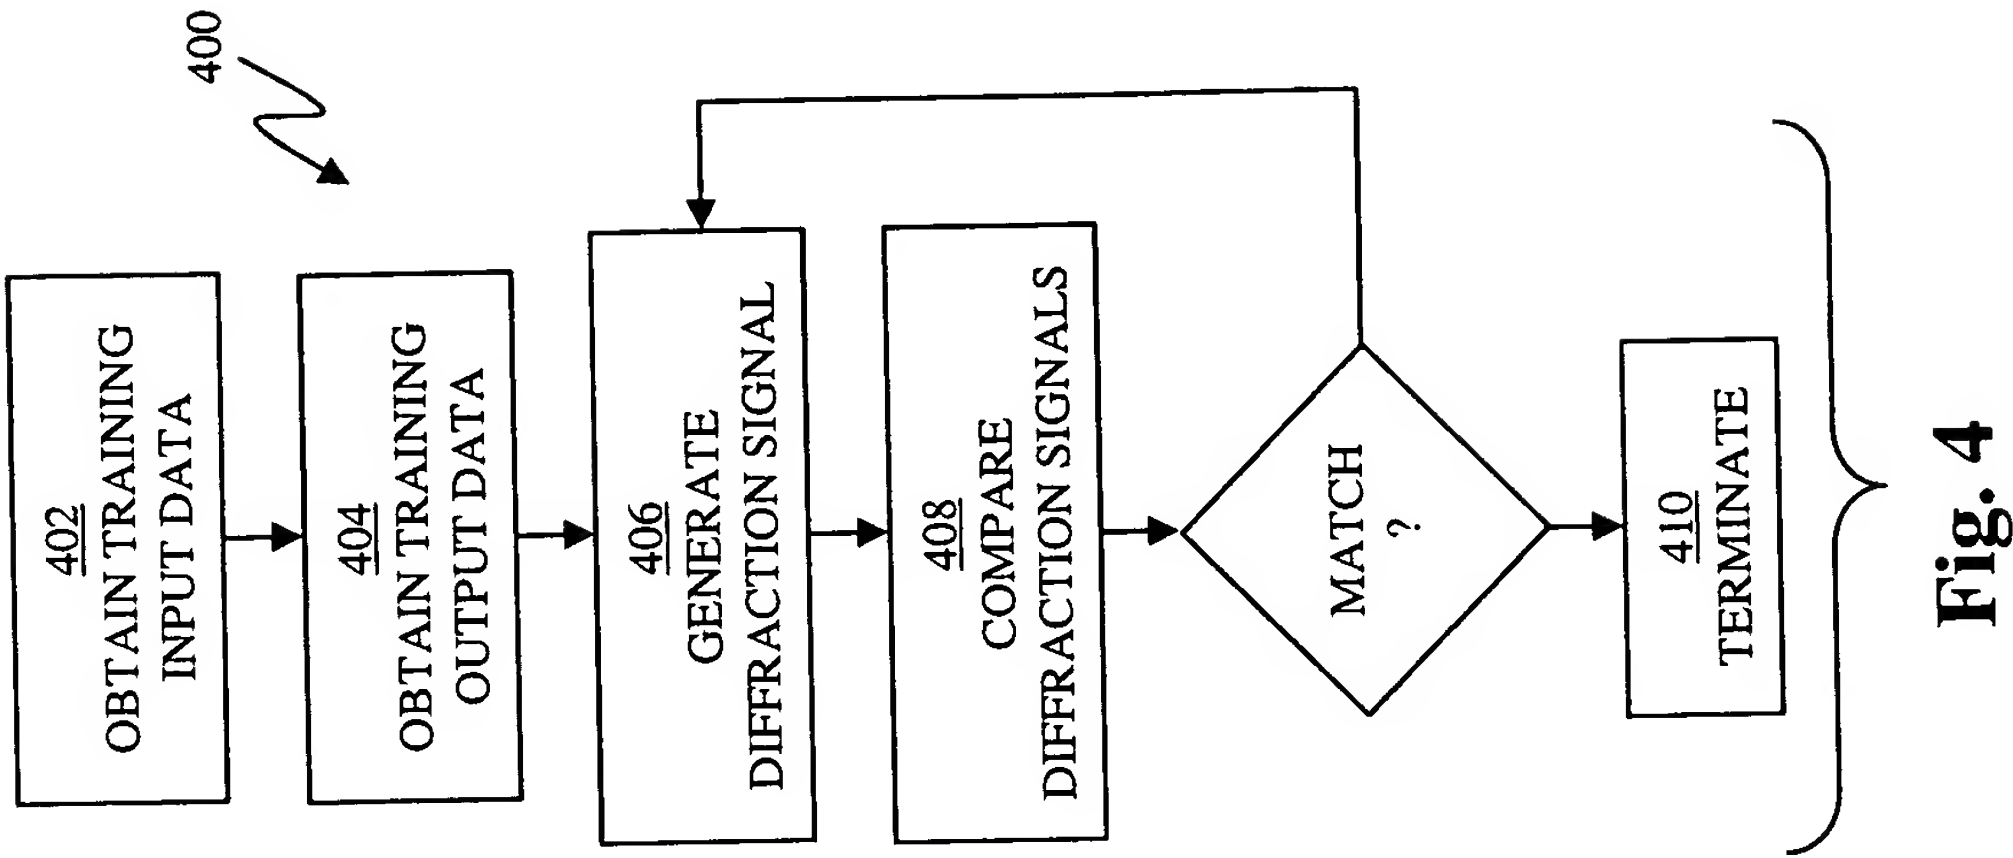 400
402
OBTAIN TRAINING
INPUT DATA
404
OBTAIN TRAINING
OUTPUT DATA
406
GENERATE
DIFFRACTION SIGNAL
408
COMPARE
DIFFRACTION SIGNALS
MATCH
?
410
TERMINATE
Fig. 4